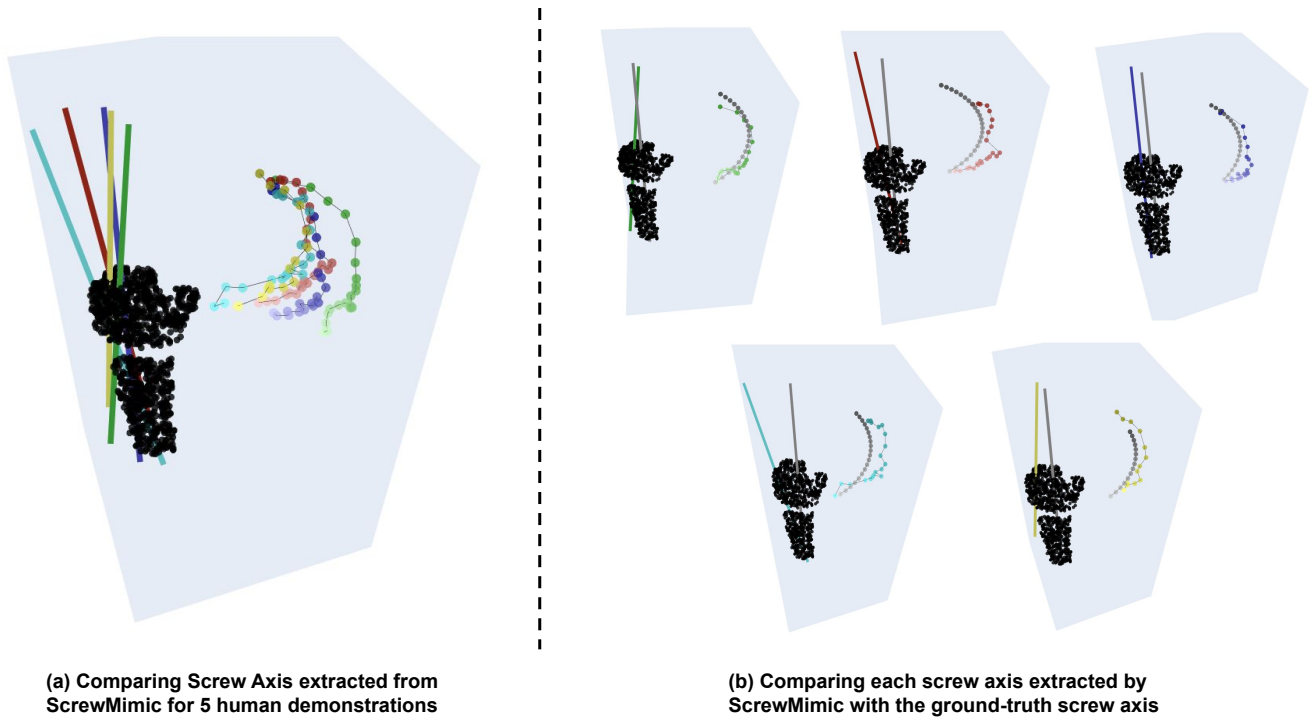 (a) Comparing Screw Axis extracted from
ScrewMimic for 5 human demonstrations
(b) Comparing each screw axis extracted by
ScrewMimic with the ground-truth screw axis